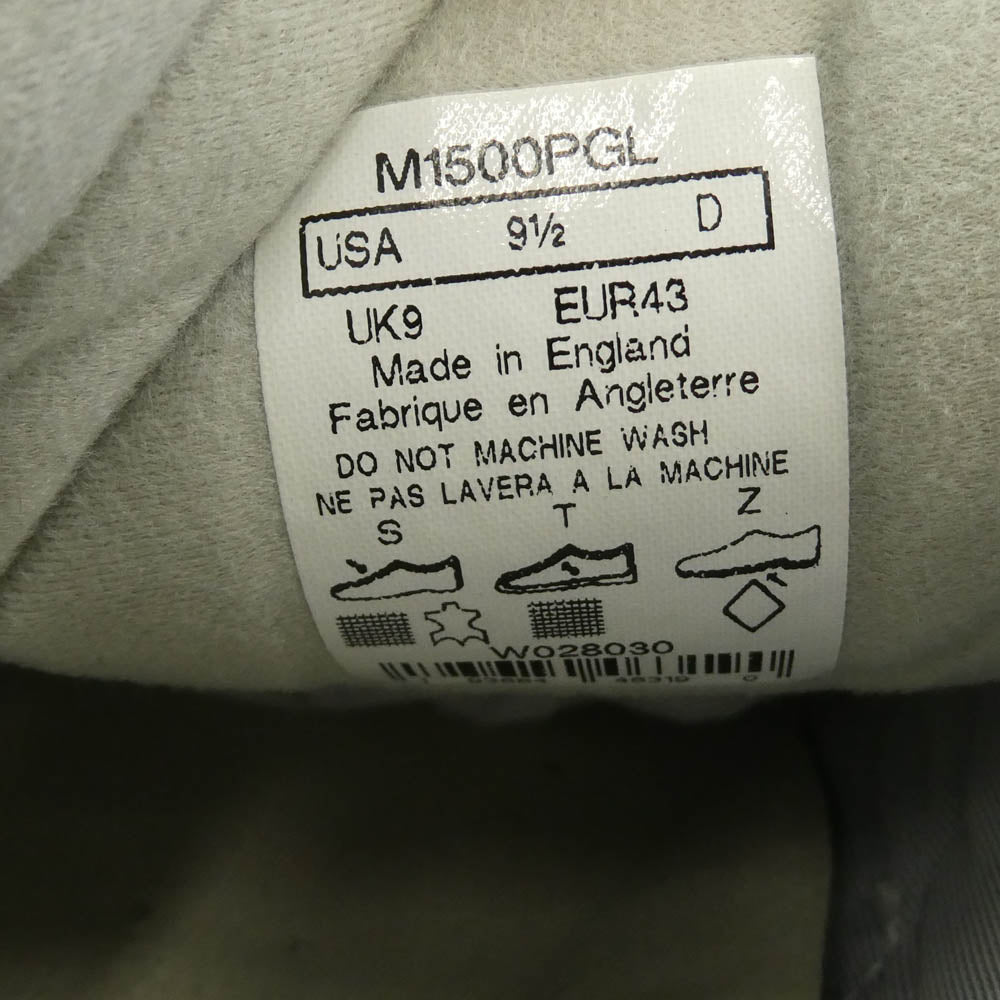 M1500PGL
USA 9½ D
UK9 EUR43
Made in England
Fabrique en Angleterre
DO NOT MACHINE WASH
NE PAS LAVERA A LA MACHINE
S T Z
W028030